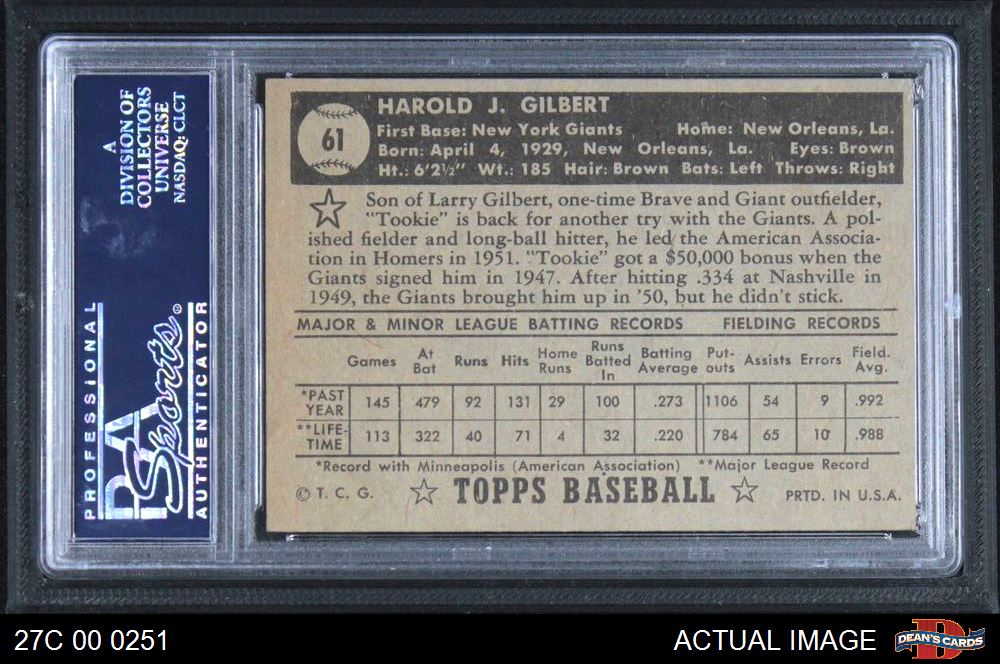 A
DIVISION OF
COLLECTORS
UNIVERSE
NASDAQ: CLCT
PROFESSIONAL
PSA
Sports®
AUTHENTICATOR
61
HAROLD J. GILBERT
First Base: New York Giants Home: New Orleans, La.
Born: April 4, 1929, New Orleans, La. Eyes: Brown
Ht.: 6'2½" Wt.: 185 Hair: Brown Bats: Left Throws: Right
Son of Larry Gilbert, one-time Brave and Giant outfielder,
"Tookie" is back for another try with the Giants. A pol-
ished fielder and long-ball hitter, he led the American Associa-
tion in Homers in 1951. "Tookie" got a $50,000 bonus when the
Giants signed him in 1947. After hitting .334 at Nashville in
1949, the Giants brought him up in '50, but he didn't stick.
MAJOR & MINOR LEAGUE BATTING RECORDS FIELDING RECORDS
Games At Bat Runs Hits Home Runs Runs Batted In Batting Average Put-outs Assists Errors Field. Avg.
*PAST YEAR 145 479 92 131 29 100 .273 1106 54 9 .992
**LIFE-TIME 113 322 40 71 4 32 .220 784 65 10 .988
*Record with Minneapolis (American Association) **Major League Record
© T. C. G. TOPPS BASEBALL PRTD. IN U.S.A.
27C 00 0251 ACTUAL IMAGE DEAN'S CARDS